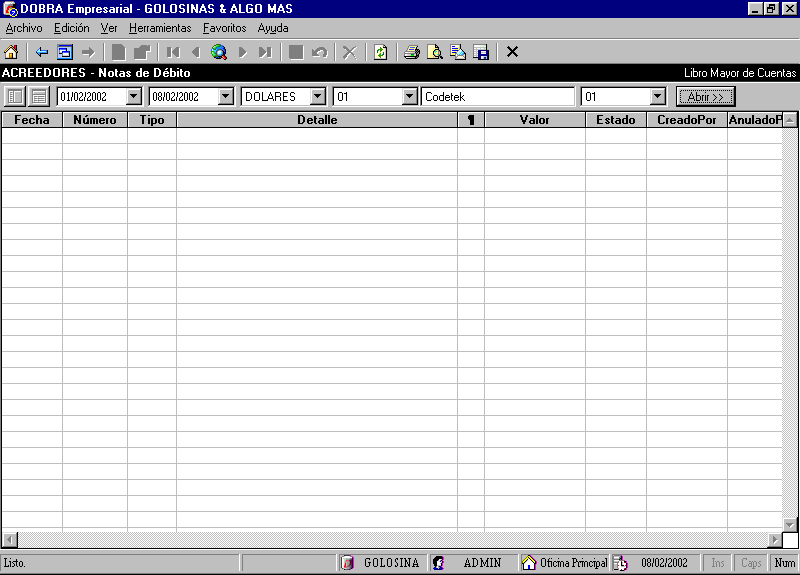 DOBRA Empresarial - GOLOSINAS & ALGO MAS
Archivo Edición Ver Herramientas Favoritos Ayuda
ACREEDORES - Notas de Débito Libro Mayor de Cuentas
01/02/2002 08/02/2002 DOLARES 01 Codetek 01 Abrir >>
Fecha Número Tipo Detalle ¶ Valor Estado CreadoPor AnuladoP
Listo. GOLOSINA ADMIN Oficina Principal 08/02/2002 Ins Caps Num